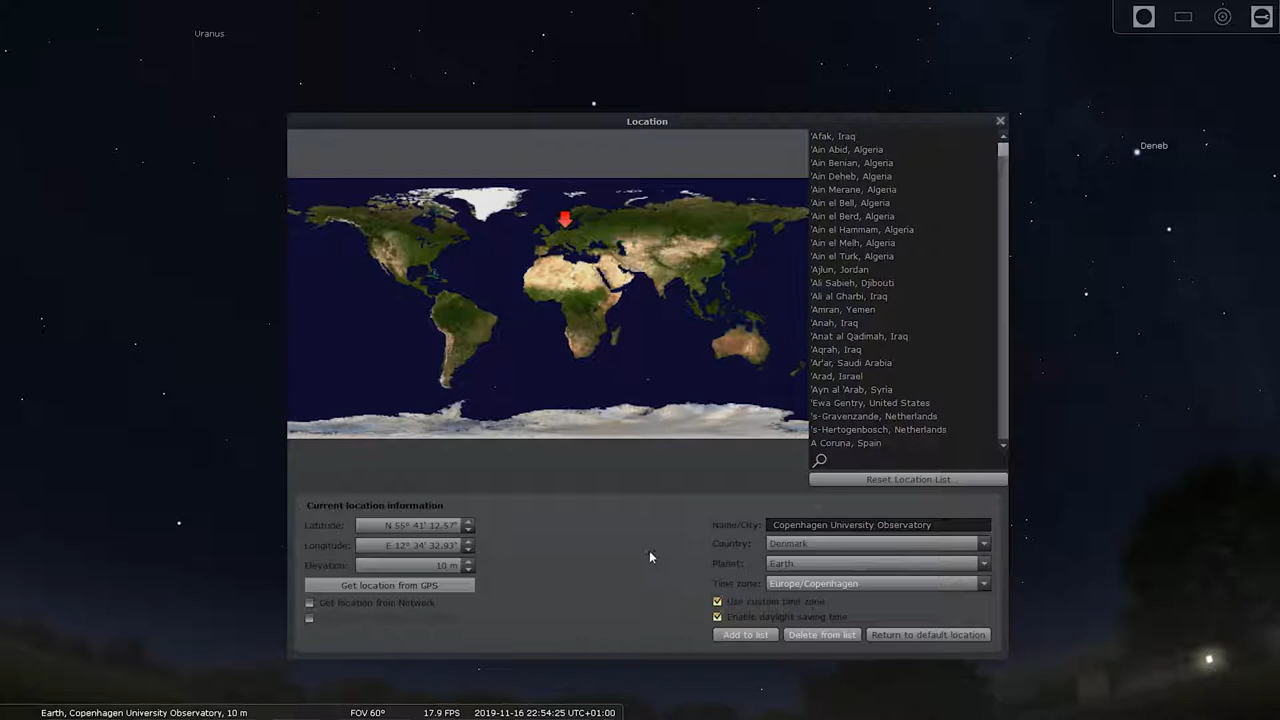 Uranus
Location
Deneb
'Afak, Iraq
'Ain Abid, Algeria
'Ain Benian, Algeria
'Ain Deheb, Algeria
'Ain Merane, Algeria
'Ain el Bell, Algeria
'Ain el Berd, Algeria
'Ain el Hammam, Algeria
'Ain el Melh, Algeria
'Ain el Turk, Algeria
'Ajlun, Jordan
'Ali Sabieh, Djibouti
'Ali al Gharbi, Iraq
'Amran, Yemen
'Anah, Iraq
'Anat al Qadimah, Iraq
'Aqrah, Iraq
'Ar'ar, Saudi Arabia
'Arad, Israel
'Ayn al 'Arab, Syria
'Ewa Gentry, United States
's-Gravenzande, Netherlands
's-Hertogenbosch, Netherlands
A Coruna, Spain
Reset Location List...
Current location information
Latitude: N 55° 41' 12.57"
Longitude: E 12° 34' 32.93"
Elevation: 10 m
Get location from GPS
Get location from Network
Name/City: Copenhagen University Observatory
Country: Denmark
Planet: Earth
Time zone: Europe/Copenhagen
Use custom time zone
Enable daylight saving time
Add to list Delete from list Return to default location
Earth, Copenhagen University Observatory, 10 m FOV 60° 17.9 FPS 2019-11-16 22:54:25 UTC+01:00